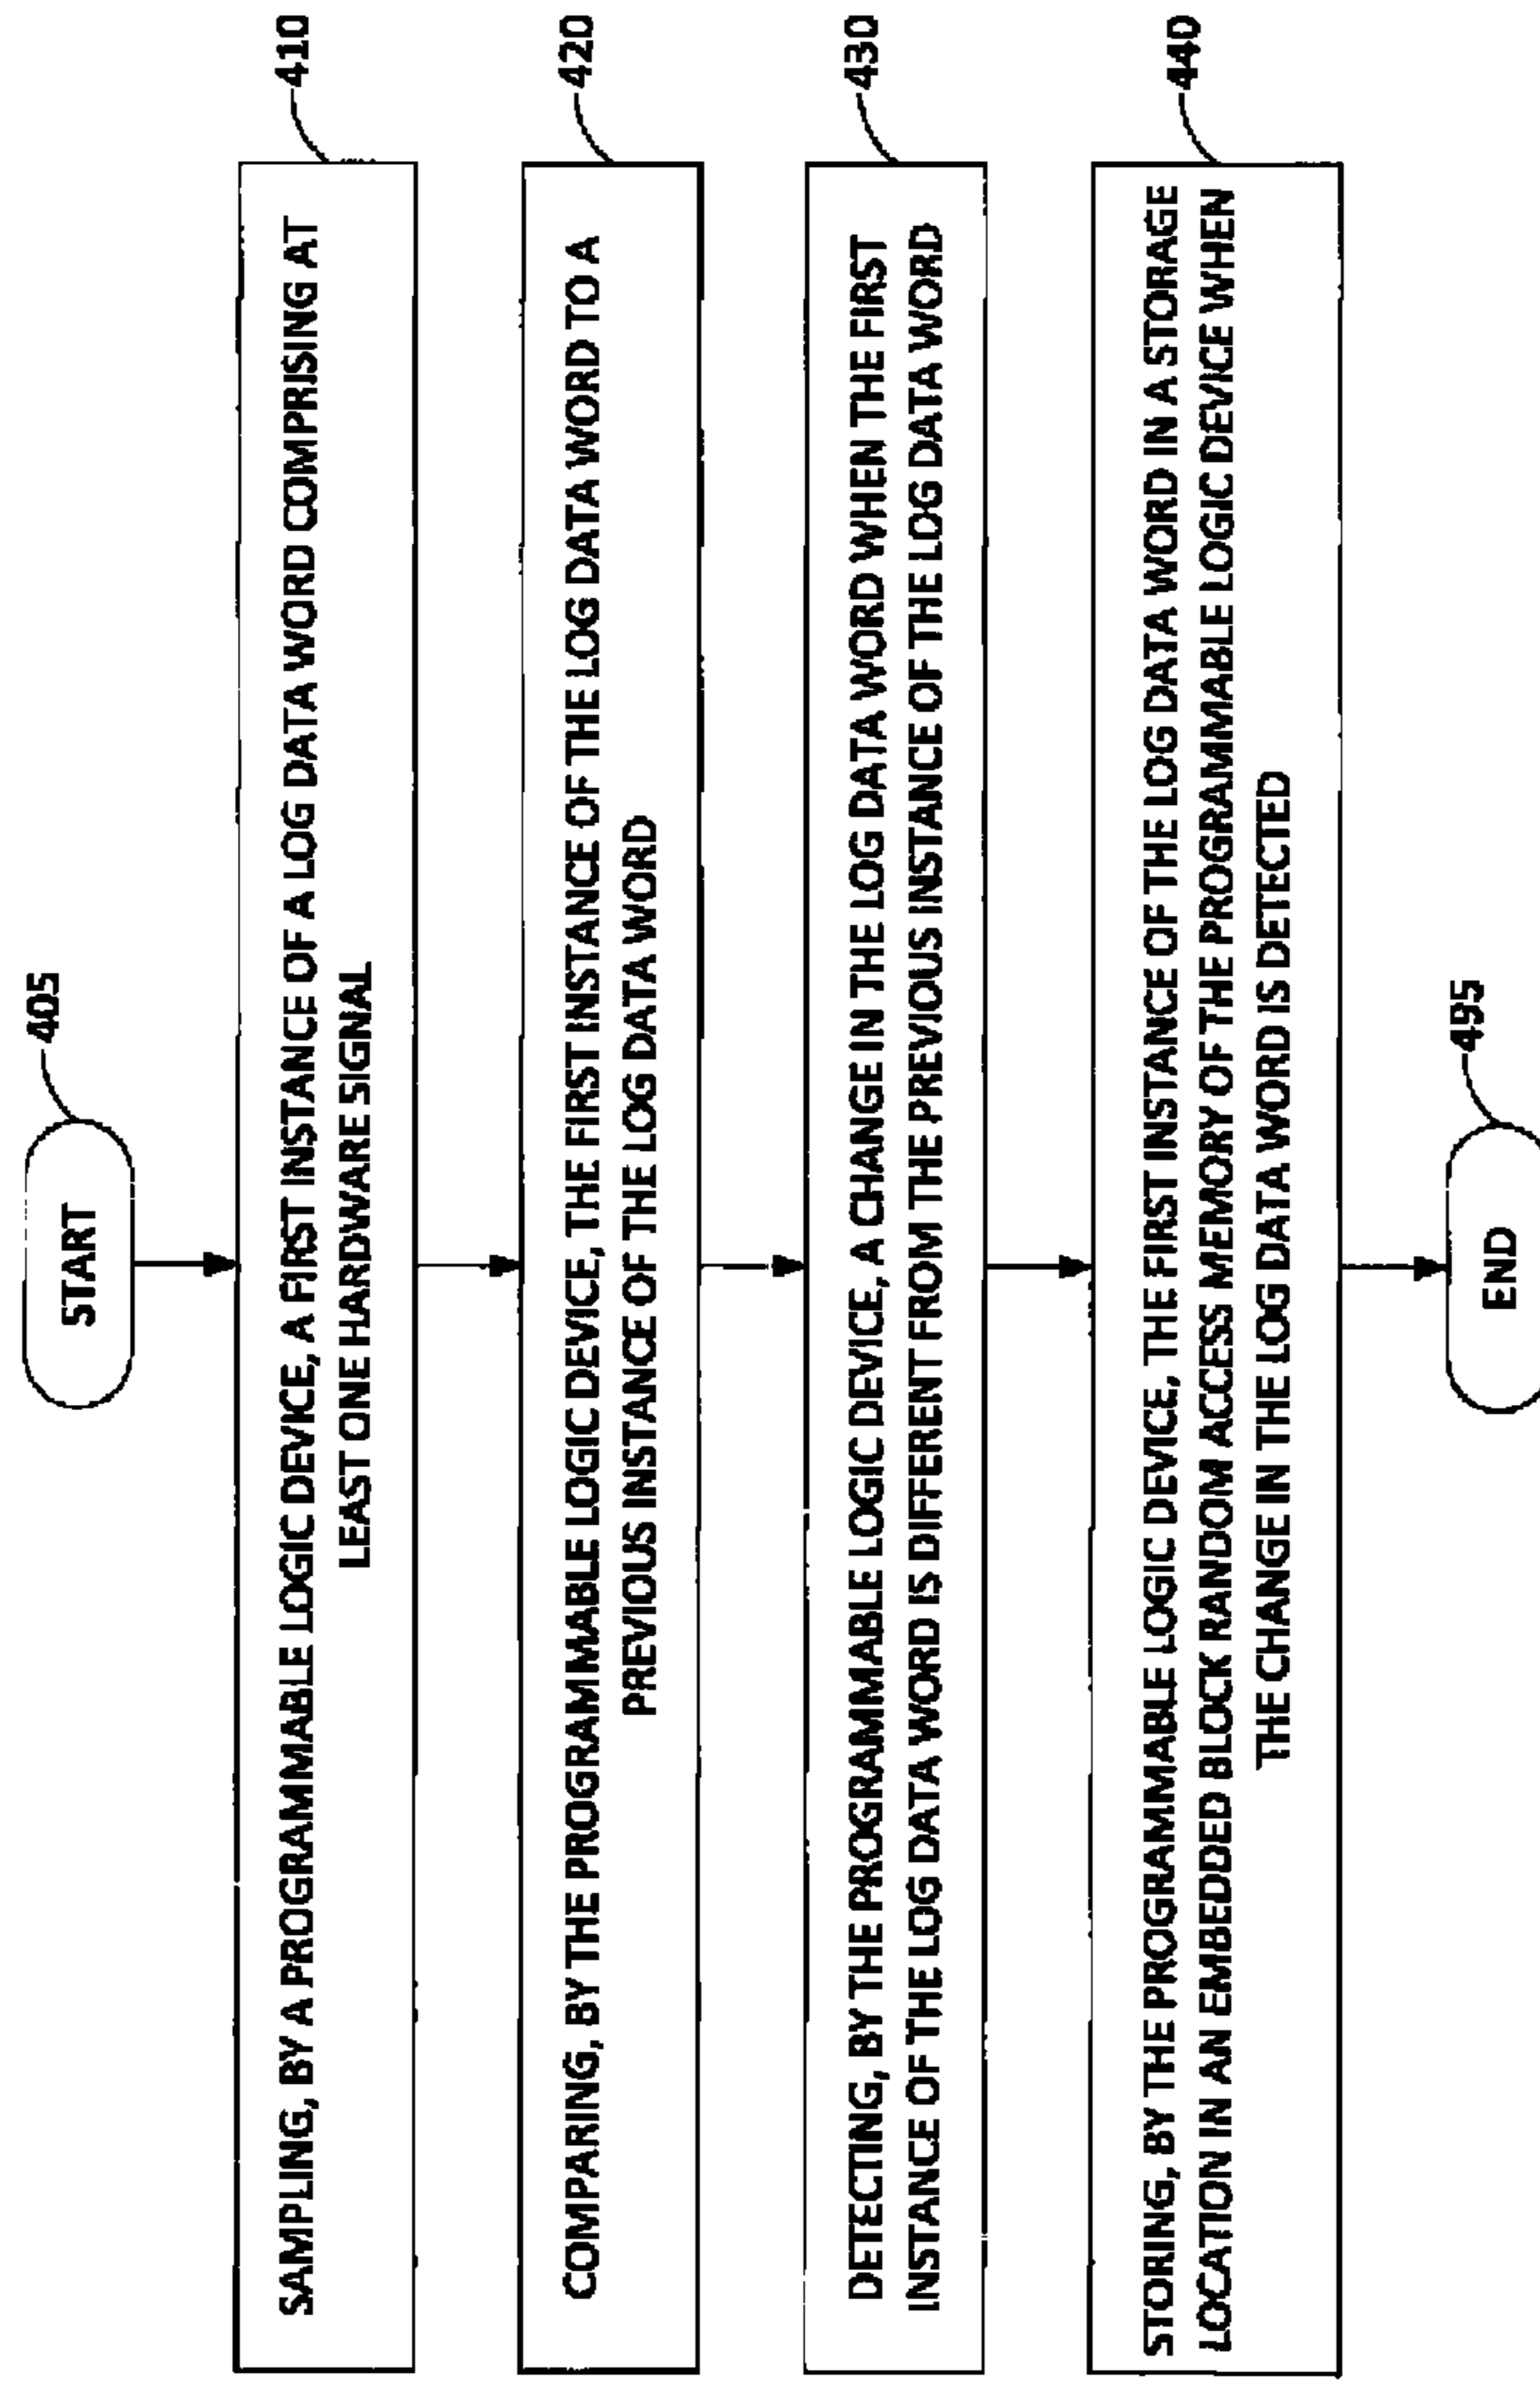 405
START
410
SAMPLING, BY A PROGRAMMABLE LOGIC DEVICE, A FIRST INSTANCE OF A LOG DATA WORD COMPRISING AT
LEAST ONE HARDWARE SIGNAL
420
COMPARING, BY THE PROGRAMMABLE LOGIC DEVICE, THE FIRST INSTANCE OF THE LOG DATA WORD TO A
PREVIOUS INSTANCE OF THE LOG DATA WORD
430
DETECTING, BY THE PROGRAMMABLE LOGIC DEVICE, A CHANGE IN THE LOG DATA WORD WHEN THE FIRST
INSTANCE OF THE LOG DATA WORD IS DIFFERENT FROM THE PREVIOUS INSTANCE OF THE LOG DATA WORD
440
STORING, BY THE PROGRAMMABLE LOGIC DEVICE, THE FIRST INSTANCE OF THE LOG DATA WORD IN A STORAGE
LOCATION IN AN EMBEDDED BLOCK RANDOM ACCESS MEMORY OF THE PROGRAMMABLE LOGIC DEVICE WHEN
THE CHANGE IN THE LOG DATA WORD IS DETECTED
495
END